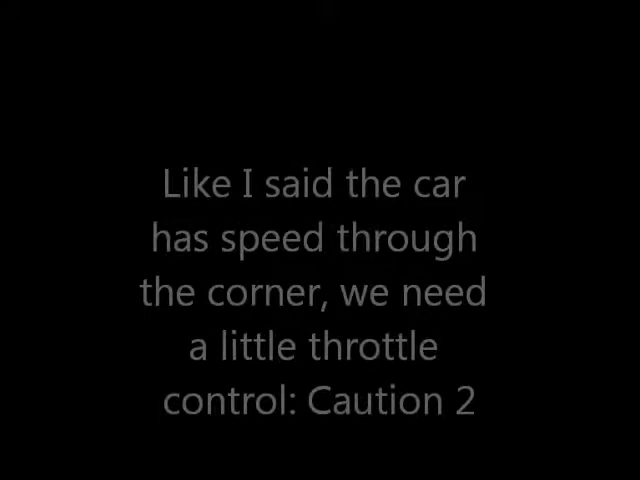 Like I said the car
has speed through
the corner, we need
a little throttle
control: Caution 2